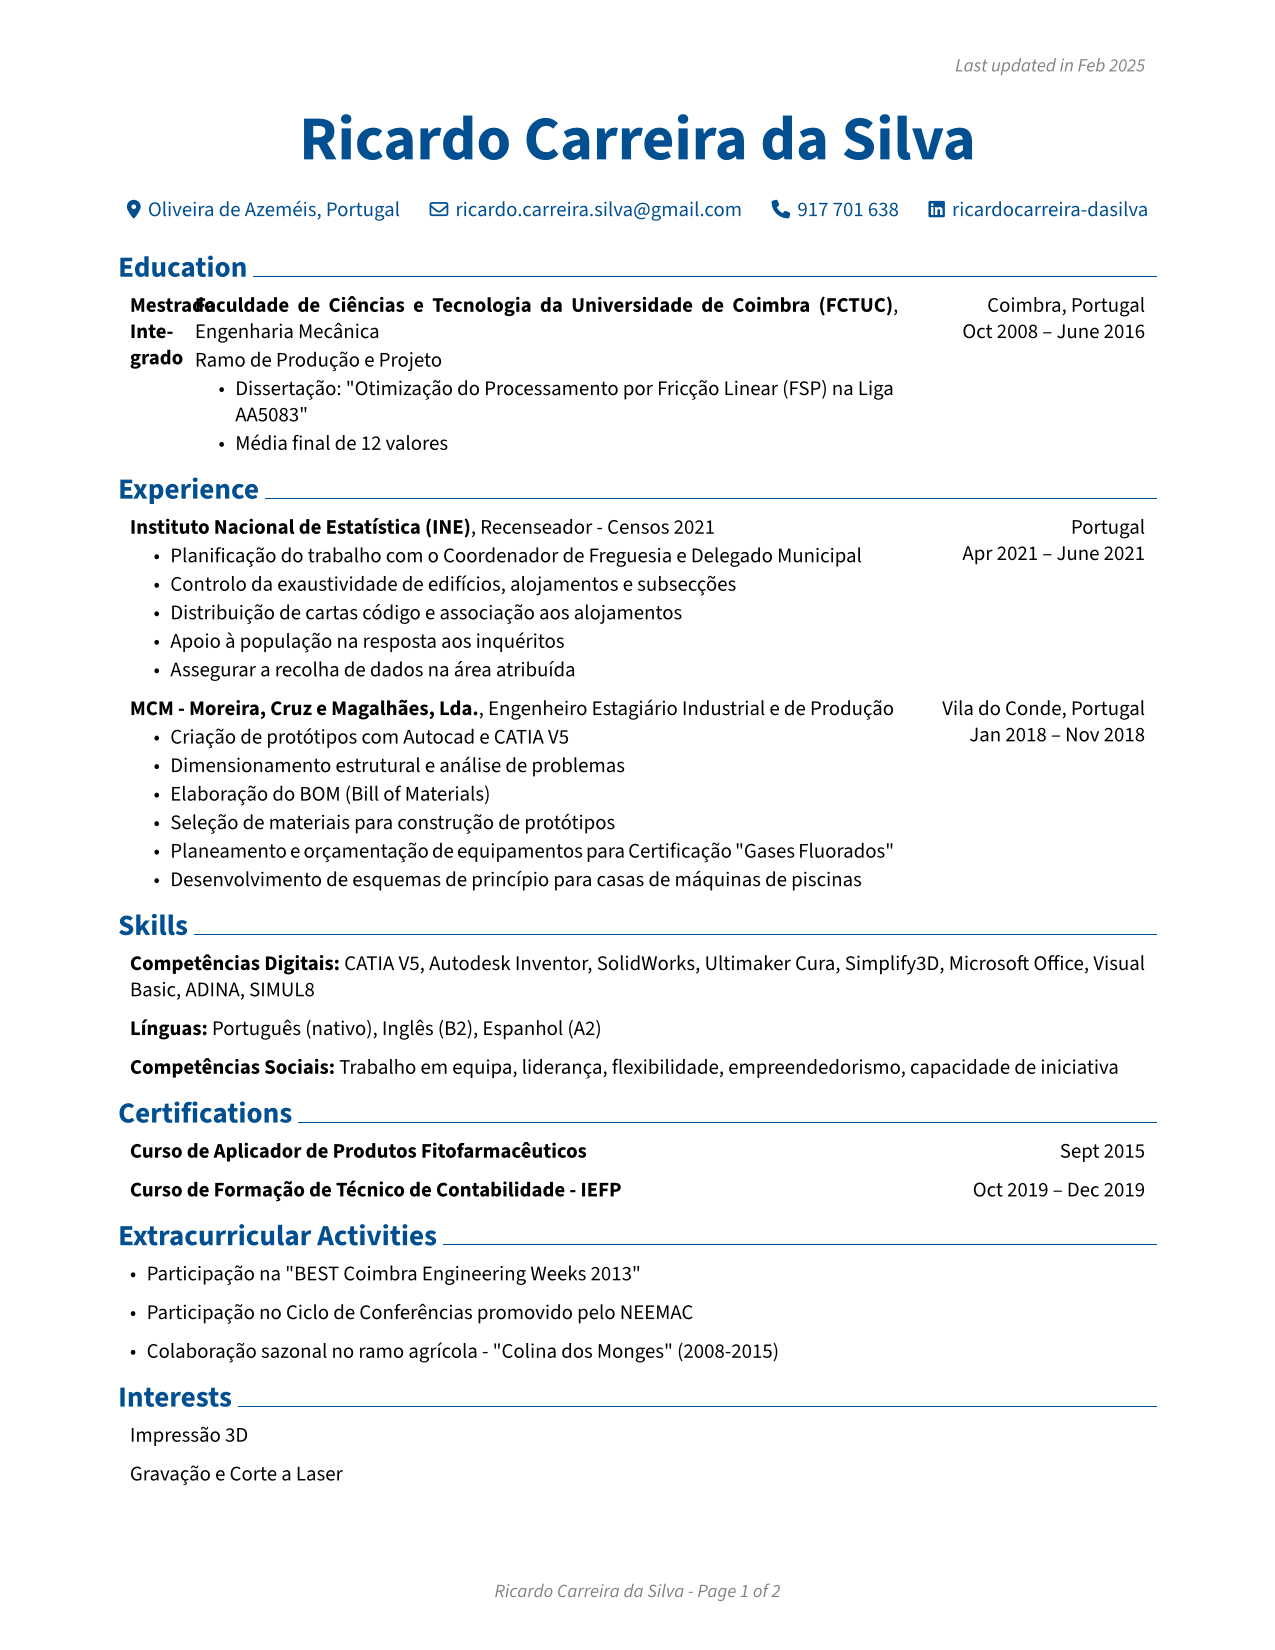 Last updated in Feb 2025
Ricardo Carreira da Silva
Oliveira de Azeméis, Portugal ricardo.carreira.silva@gmail.com 917 701 638 ricardocarreira-dasilva
Education
Mestrado Faculdade de Ciências e Tecnologia da Universidade de Coimbra (FCTUC), Coimbra, Portugal
Inte- Engenharia Mecânica Oct 2008 – June 2016
grado Ramo de Produção e Projeto
• Dissertação: "Otimização do Processamento por Fricção Linear (FSP) na Liga
AA5083"
• Média final de 12 valores
Experience
Instituto Nacional de Estatística (INE), Recenseador - Censos 2021 Portugal
• Planificação do trabalho com o Coordenador de Freguesia e Delegado Municipal Apr 2021 – June 2021
• Controlo da exaustividade de edifícios, alojamentos e subsecções
• Distribuição de cartas código e associação aos alojamentos
• Apoio à população na resposta aos inquéritos
• Assegurar a recolha de dados na área atribuída
MCM - Moreira, Cruz e Magalhães, Lda., Engenheiro Estagiário Industrial e de Produção Vila do Conde, Portugal
• Criação de protótipos com Autocad e CATIA V5 Jan 2018 – Nov 2018
• Dimensionamento estrutural e análise de problemas
• Elaboração do BOM (Bill of Materials)
• Seleção de materiais para construção de protótipos
• Planeamento e orçamentação de equipamentos para Certificação "Gases Fluorados"
• Desenvolvimento de esquemas de princípio para casas de máquinas de piscinas
Skills
Competências Digitais: CATIA V5, Autodesk Inventor, SolidWorks, Ultimaker Cura, Simplify3D, Microsoft Office, Visual
Basic, ADINA, SIMUL8
Línguas: Português (nativo), Inglês (B2), Espanhol (A2)
Competências Sociais: Trabalho em equipa, liderança, flexibilidade, empreendedorismo, capacidade de iniciativa
Certifications
Curso de Aplicador de Produtos Fitofarmacêuticos Sept 2015
Curso de Formação de Técnico de Contabilidade - IEFP Oct 2019 – Dec 2019
Extracurricular Activities
• Participação na "BEST Coimbra Engineering Weeks 2013"
• Participação no Ciclo de Conferências promovido pelo NEEMAC
• Colaboração sazonal no ramo agrícola - "Colina dos Monges" (2008-2015)
Interests
Impressão 3D
Gravação e Corte a Laser
Ricardo Carreira da Silva - Page 1 of 2